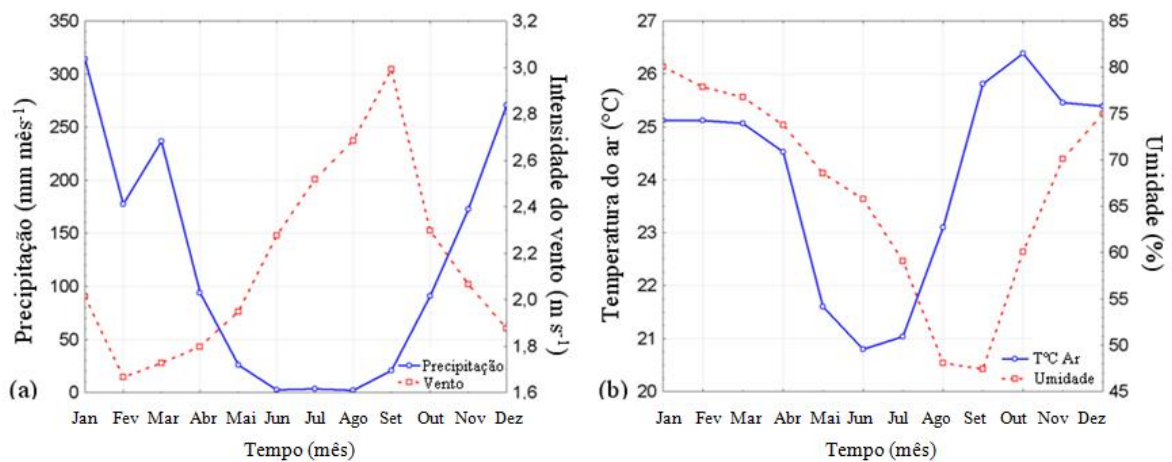 350
300
250
200
150
100
50
0
Precipitação (mm mês⁻¹)
3,2
3,0
2,8
2,6
2,4
2,2
2,0
1,8
1,6
Intensidade do vento (m s⁻¹)
Precipitação
Vento
(a)
Jan Fev Mar Abr Mai Jun Jul Ago Set Out Nov Dez
Tempo (mês)
27
26
25
24
23
22
21
20
Temperatura do ar (°C)
85
80
75
70
65
60
55
50
45
Umidade (%)
T°C Ar
Umidade
(b)
Jan Fev Mar Abr Mai Jun Jul Ago Set Out Nov Dez
Tempo (mês)